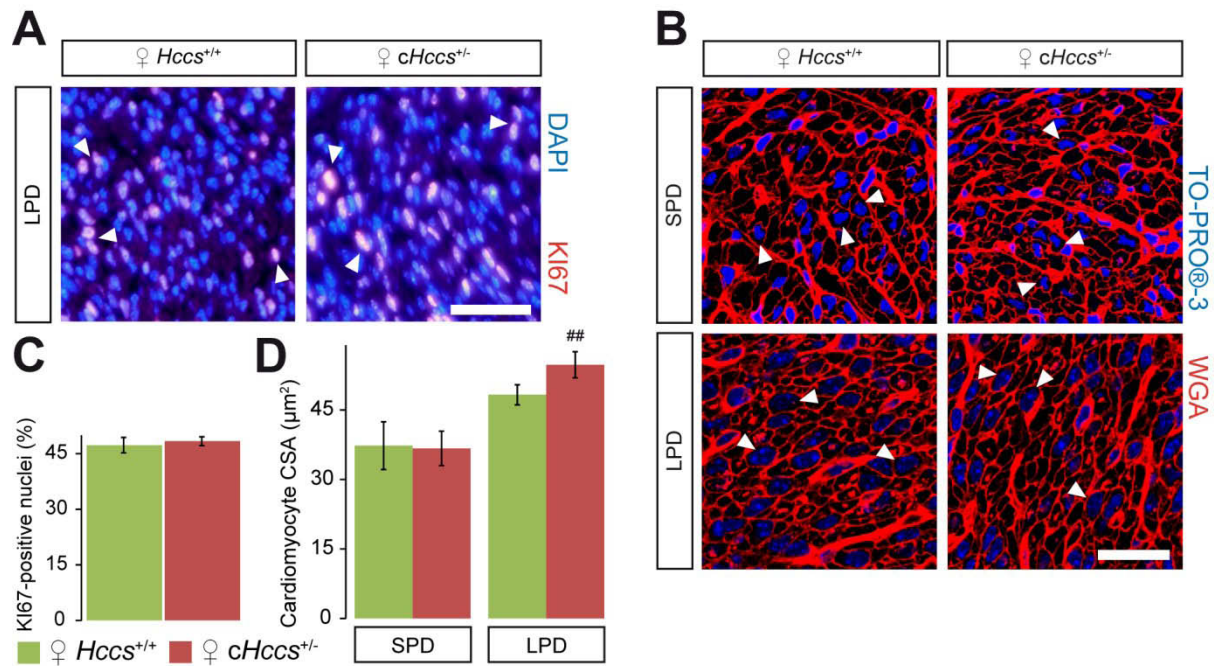 A
♀ Hccs+/+
♀ cHccs+/-
LPD
DAPI
KI67
B
♀ Hccs+/+
♀ cHccs+/-
SPD
LPD
TO-PRO®-3
WGA
C
KI67-positive nuclei (%)
45
30
15
0
D
Cardiomyocyte CSA (µm²)
45
30
15
0
##
SPD
LPD
♀ Hccs+/+
♀ cHccs+/-